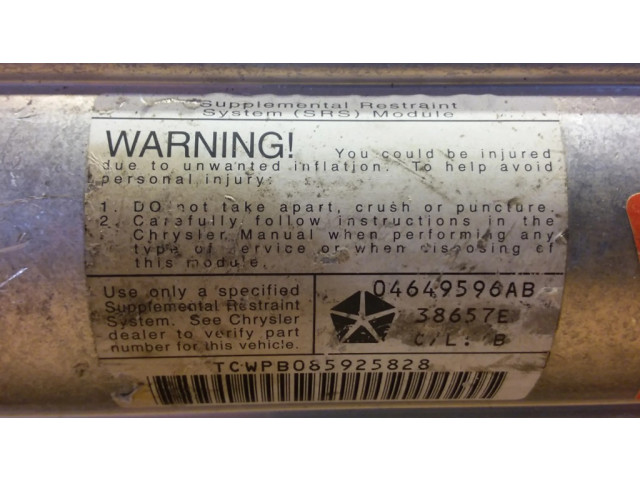 Supplemental Restraint
System (SRS) Module
WARNING! You could be injured
due to unwanted inflation. To help avoid
personal injury:
1. DO not take apart, crush or puncture.
2. Carefully follow instructions in the
Chrysler Manual when performing any
type of service or when disposing of
this module.
Use only a specified
Supplemental Restraint
System. See Chrysler
dealer to verify part
number for this vehicle.
04649596AB
38657E
C/L: B
TCWPB085925828